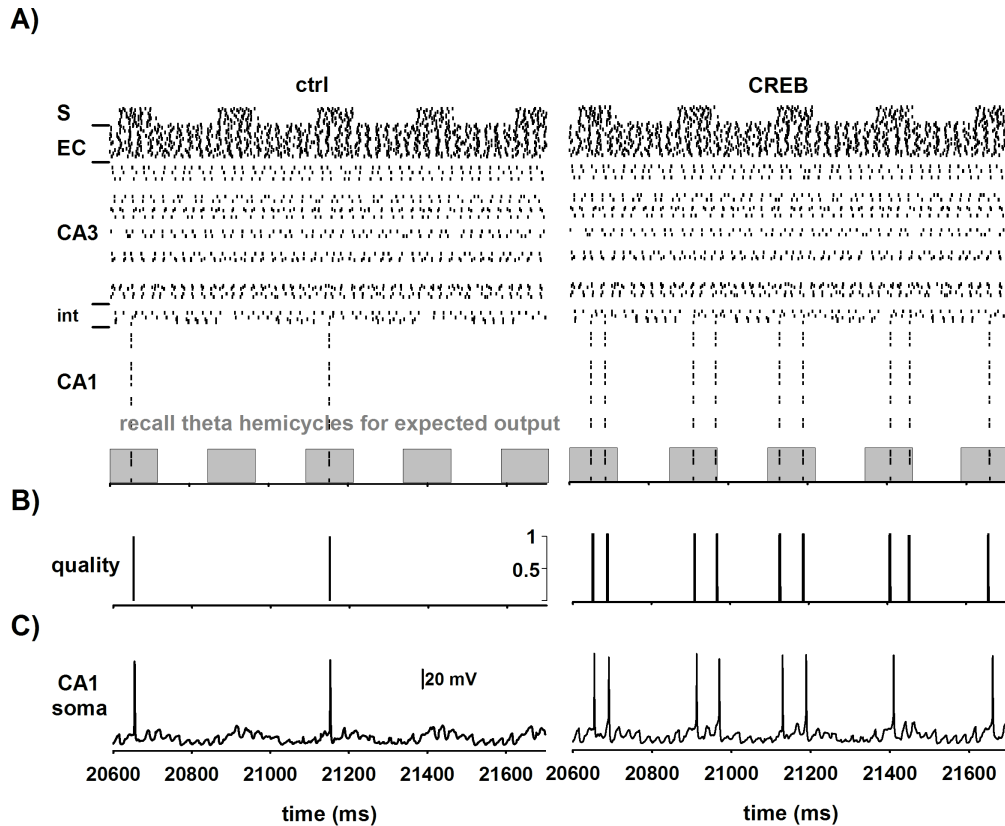 A)
ctrl
CREB
S
EC
CA3
int
CA1
recall theta hemicycles for expected output
B)
quality
1
0.5
C)
CA1
soma
20 mV
20600 20800 21000 21200 21400 21600
20600 20800 21000 21200 21400 21600
time (ms)
time (ms)